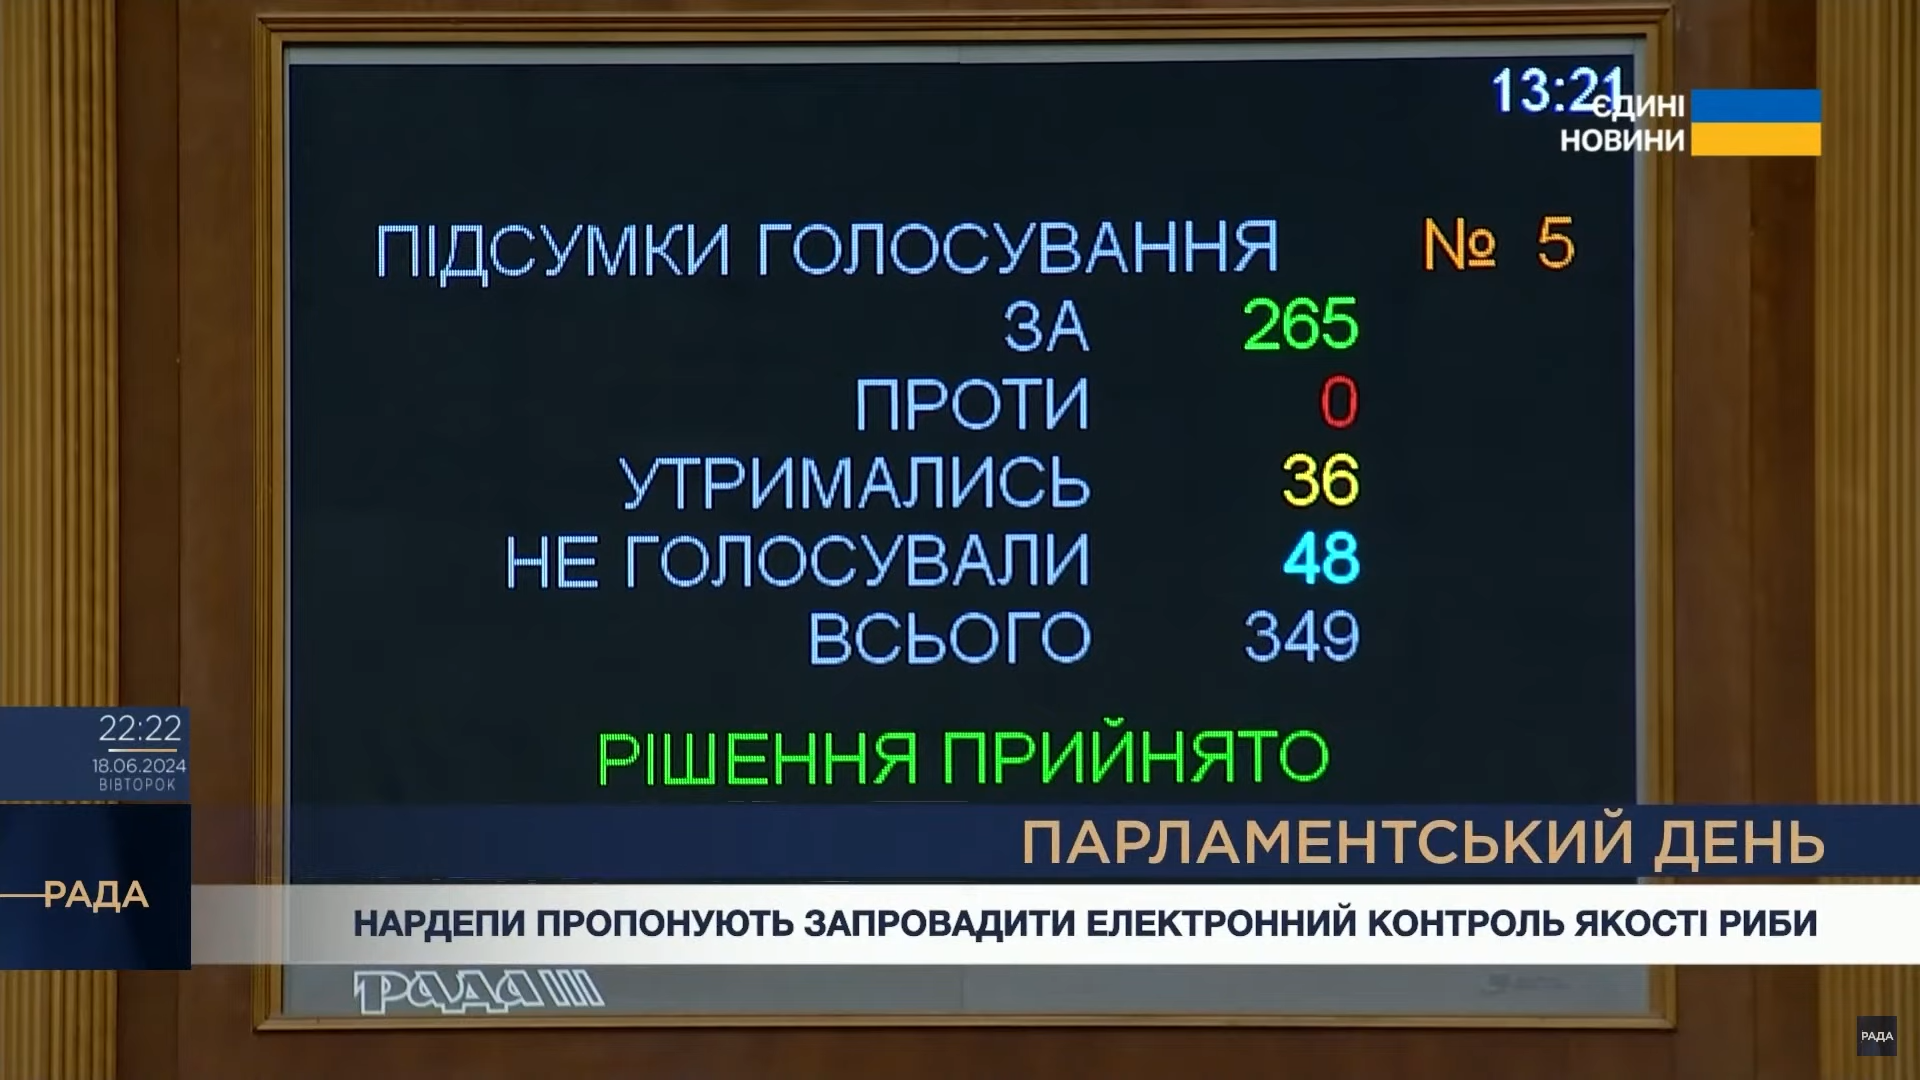 13:21
ЄДИНІ
НОВИНИ
ПІДСУМКИ ГОЛОСУВАННЯ № 5
ЗА 265
ПРОТИ 0
УТРИМАЛИСЬ 36
НЕ ГОЛОСУВАЛИ 48
ВСЬОГО 349
РІШЕННЯ ПРИЙНЯТО
22:22
18.06.2024
ВІВТОРОК
ПАРЛАМЕНТСЬКИЙ ДЕНЬ
РАДА
НАРДЕПИ ПРОПОНУЮТЬ ЗАПРОВАДИТИ ЕЛЕКТРОННИЙ КОНТРОЛЬ ЯКОСТІ РИБИ
РАДА III
РАДА